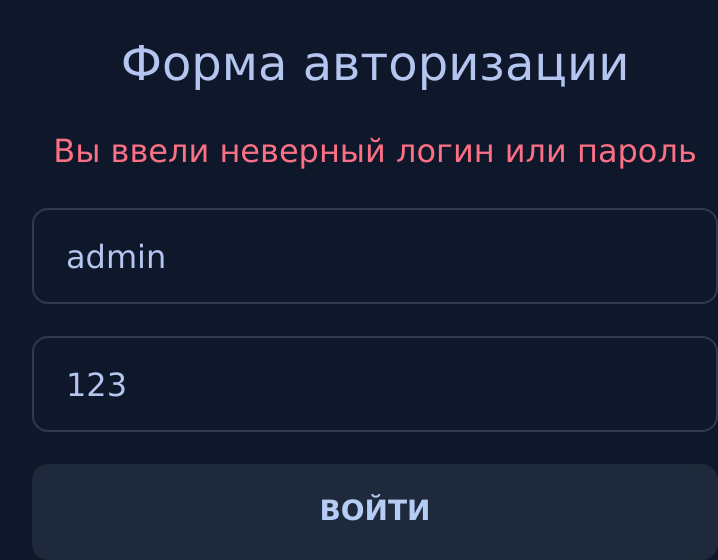 Форма авторизации
Вы ввели неверный логин или пароль
admin
123
ВОЙТИ